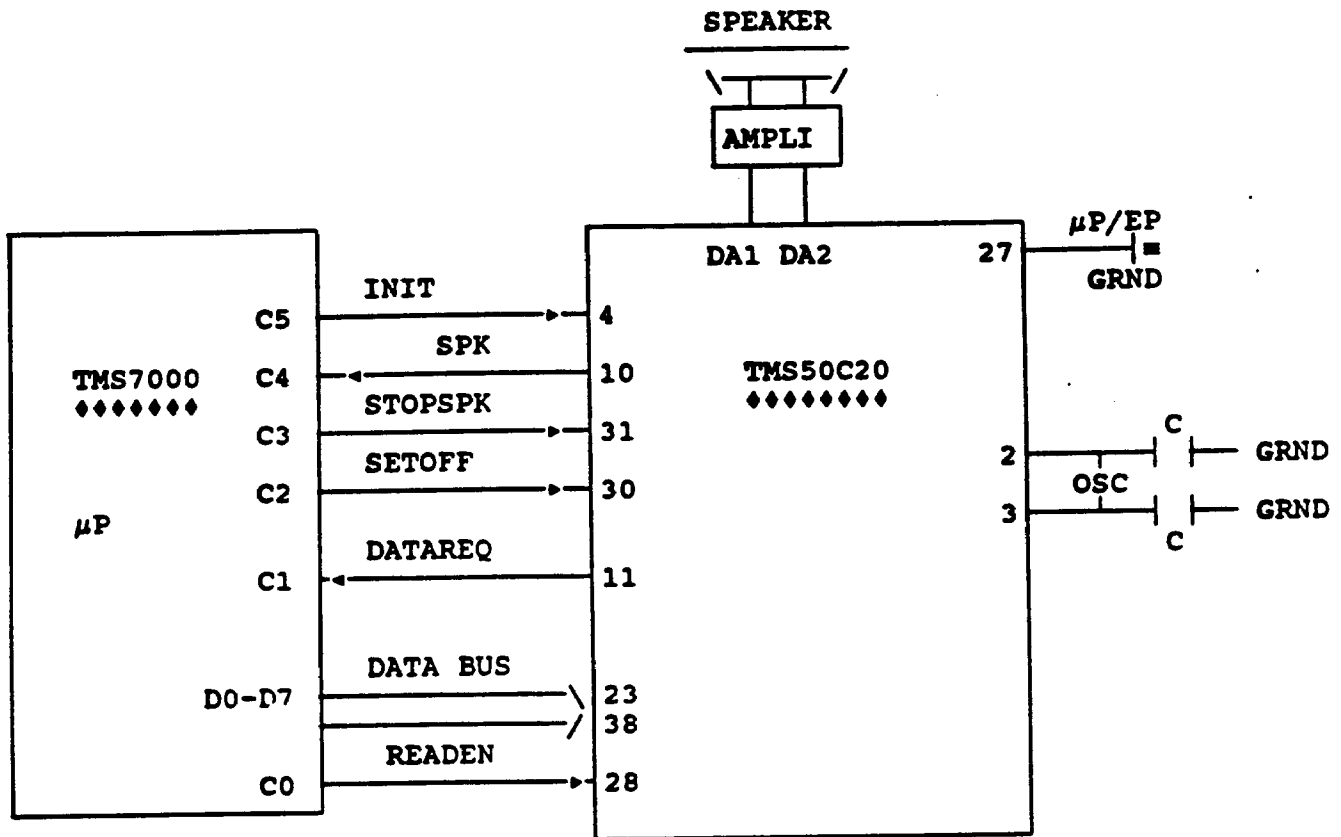 SPEAKER
AMPLI
DA1 DA2
27
μP/EP
GRND
INIT
C5
4
SPK
TMS7000
C4
10
TMS50C20
♦♦♦♦♦♦♦
♦♦♦♦♦♦♦♦
STOPSPK
C3
31
SETOFF
C2
30
C
2
GRND
OSC
3
GRND
C
μP
DATAREQ
C1
11
DATA BUS
D0-D7
23
38
READEN
C0
28